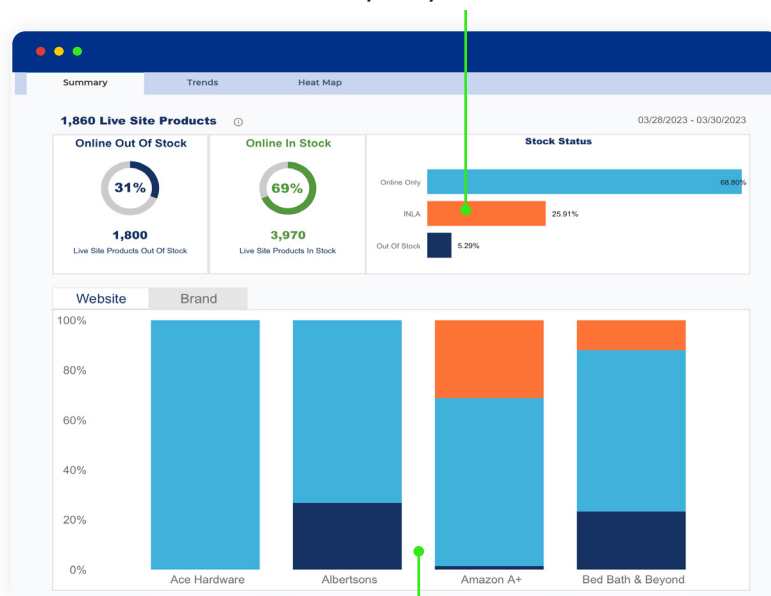 Summary Trends Heat Map
1,860 Live Site Products 03/28/2023 - 03/30/2023
Online Out Of Stock
31%
1,800
Live Site Products Out Of Stock
Online In Stock
69%
3,970
Live Site Products In Stock
Stock Status
Online Only 68.80%
INLA 25.91%
Out Of Stock 5.29%
Website Brand
100%
80%
60%
40%
20%
0%
Ace Hardware Albertsons Amazon A+ Bed Bath & Beyond